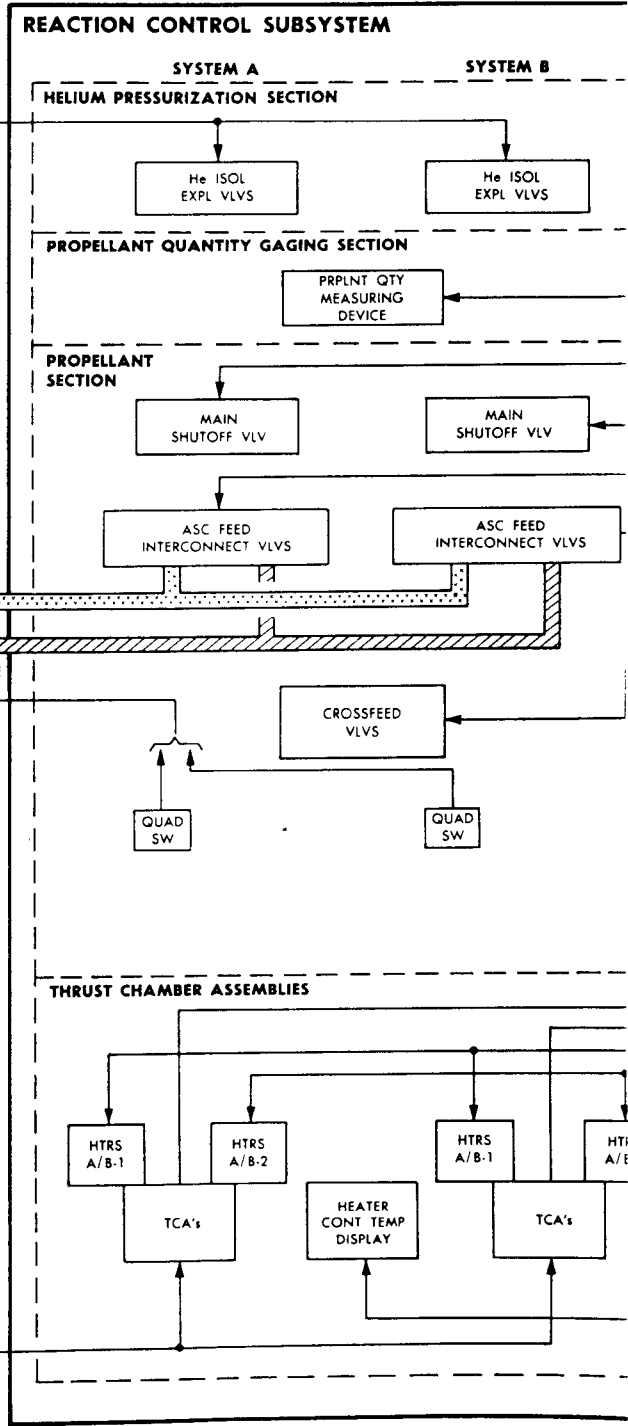 REACTION CONTROL SUBSYSTEM
SYSTEM A
SYSTEM B
HELIUM PRESSURIZATION SECTION
He ISOL
EXPL VLVS
He ISOL
EXPL VLVS
PROPELLANT QUANTITY GAGING SECTION
PRPLNT QTY
MEASURING
DEVICE
PROPELLANT
SECTION
MAIN
SHUTOFF VLV
MAIN
SHUTOFF VLV
ASC FEED
INTERCONNECT VLVS
ASC FEED
INTERCONNECT VLVS
CROSSFEED
VLVS
QUAD
SW
QUAD
SW
THRUST CHAMBER ASSEMBLIES
HTRS
A/B-1
HTRS
A/B-2
HTRS
A/B-1
TCA's
HEATER
CONT TEMP
DISPLAY
TCA's